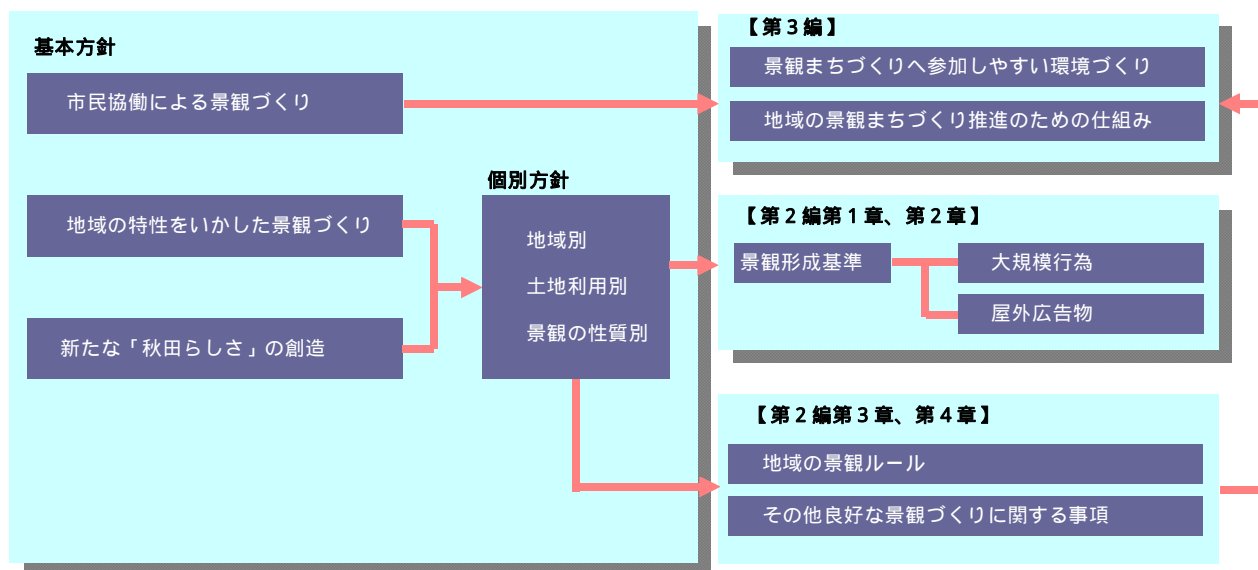 基本方針
市民協働による景観づくり
地域の特性をいかした景観づくり
新たな「秋田らしさ」の創造
個別方針
地域別
土地利用別
景観の性質別
【第3編】
景観まちづくりへ参加しやすい環境づくり
地域の景観まちづくり推進のための仕組み
【第2編第1章、第2章】
景観形成基準
大規模行為
屋外広告物
【第2編第3章、第4章】
地域の景観ルール
その他良好な景観づくりに関する事項